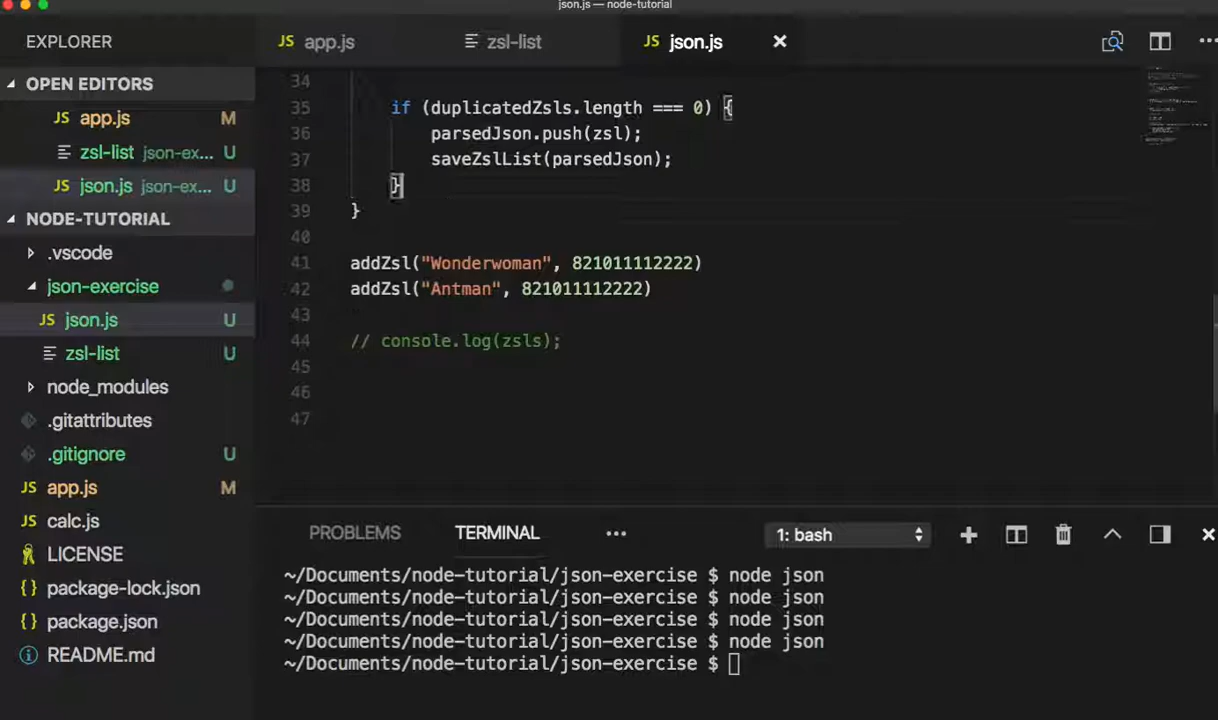 json.js — node-tutorial
EXPLORER
JS app.js
zsl-list
JS json.js
OPEN EDITORS
JS app.js M
zsl-list json-ex... U
JS json.js json-ex... U
NODE-TUTORIAL
.vscode
json-exercise
JS json.js U
zsl-list U
node_modules
.gitattributes
.gitignore U
JS app.js M
JS calc.js
LICENSE
{} package-lock.json
{} package.json
README.md
34
35 if (duplicatedZsls.length === 0) {
36 parsedJson.push(zsl);
37 saveZslList(parsedJson);
38 }
39 }
40
41 addZsl("Wonderwoman", 821011112222)
42 addZsl("Antman", 821011112222)
43
44 // console.log(zsls);
45
46
47
PROBLEMS TERMINAL ... 1: bash
~/Documents/node-tutorial/json-exercise $ node json
~/Documents/node-tutorial/json-exercise $ node json
~/Documents/node-tutorial/json-exercise $ node json
~/Documents/node-tutorial/json-exercise $ node json
~/Documents/node-tutorial/json-exercise $